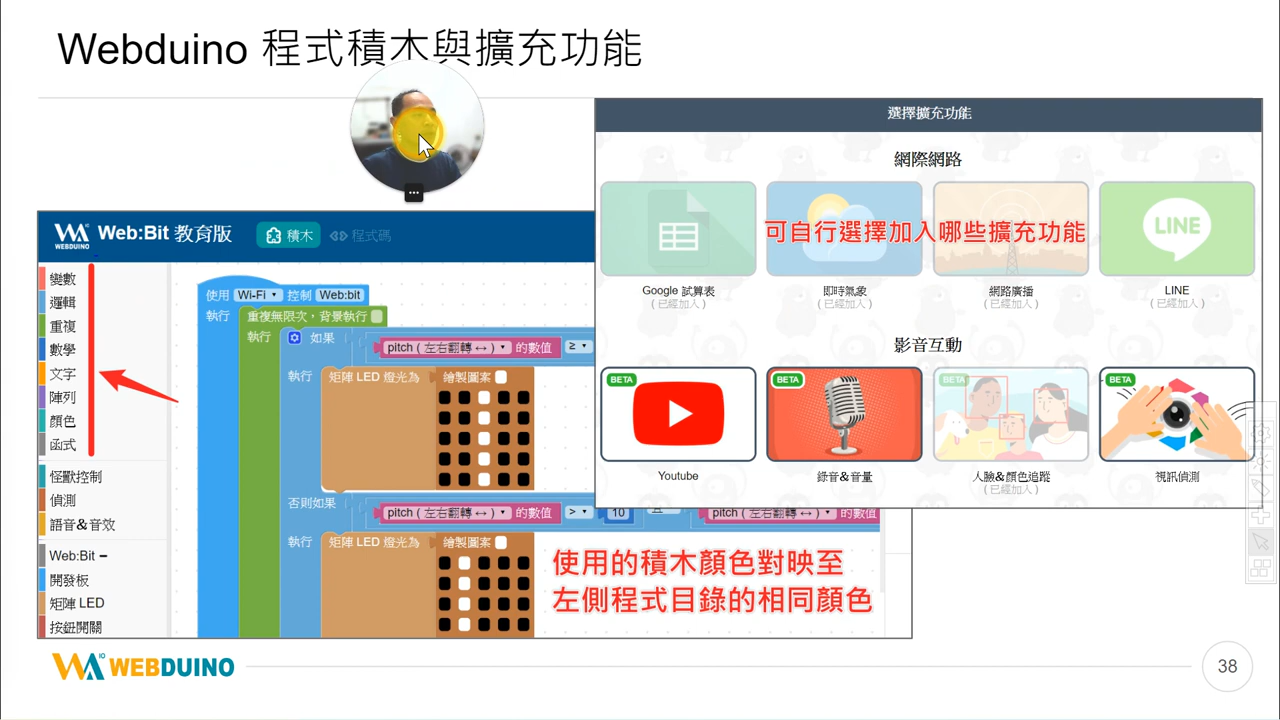 Webduino 程式積木與擴充功能
選擇擴充功能
網際網路
LINE
可自行選擇加入哪些擴充功能
Google 試算表
(已經加入)
即時氣象
(已經加入)
網路廣播
(已經加入)
LINE
(已經加入)
影音互動
BETA
BETA
BETA
BETA
Youtube
錄音&音量
人臉&顏色追蹤
(已經加入)
視訊偵測
WEBDUINO
Web:Bit 教育版
積木
程式碼
變數
邏輯
重複
數學
文字
陣列
顏色
函式
怪獸控制
偵測
語音&音效
Web:Bit
開發板
矩陣 LED
按鈕開關
使用 Wi-Fi 控制 Web:bit
執行 重複無限次，背景執行
執行 如果 pitch ( 左右翻轉 ↔ ) 的數值 ≥
執行 矩陣 LED 燈光為 繪製圖案
否則如果 pitch ( 左右翻轉 ↔ ) 的數值 > 10 且 pitch ( 左右翻轉 ↔ ) 的數值
執行 矩陣 LED 燈光為 繪製圖案
使用的積木顏色對映至
左側程式目錄的相同顏色
WEBDUINO
38